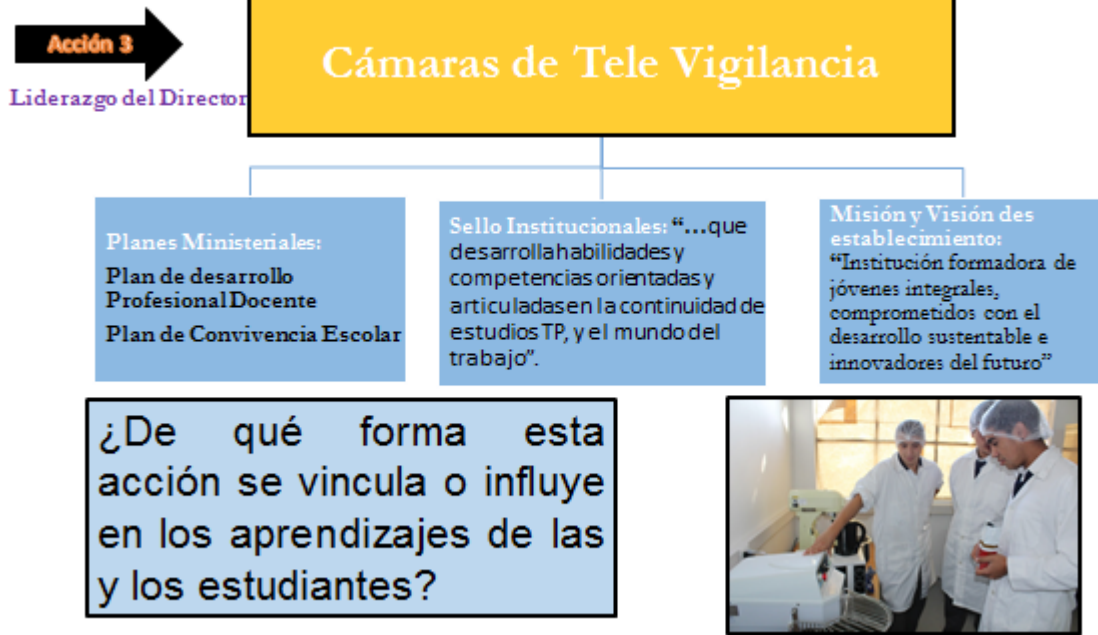 Acción 3
Liderazgo del Director
Cámaras de Tele Vigilancia
Planes Ministeriales:
Plan de desarrollo
Profesional Docente
Plan de Convivencia Escolar
Sello Institucionales: “...que
desarrolla habilidades y
competencias orientadas y
articuladas en la continuidad de
estudios TP, y el mundo del
trabajo”.
Misión y Visión des
establecimiento:
“Institución formadora de
jóvenes integrales,
comprometidos con el
desarrollo sustentable e
innovadores del futuro”
¿De qué forma esta
acción se vincula o influye
en los aprendizajes de las
y los estudiantes?